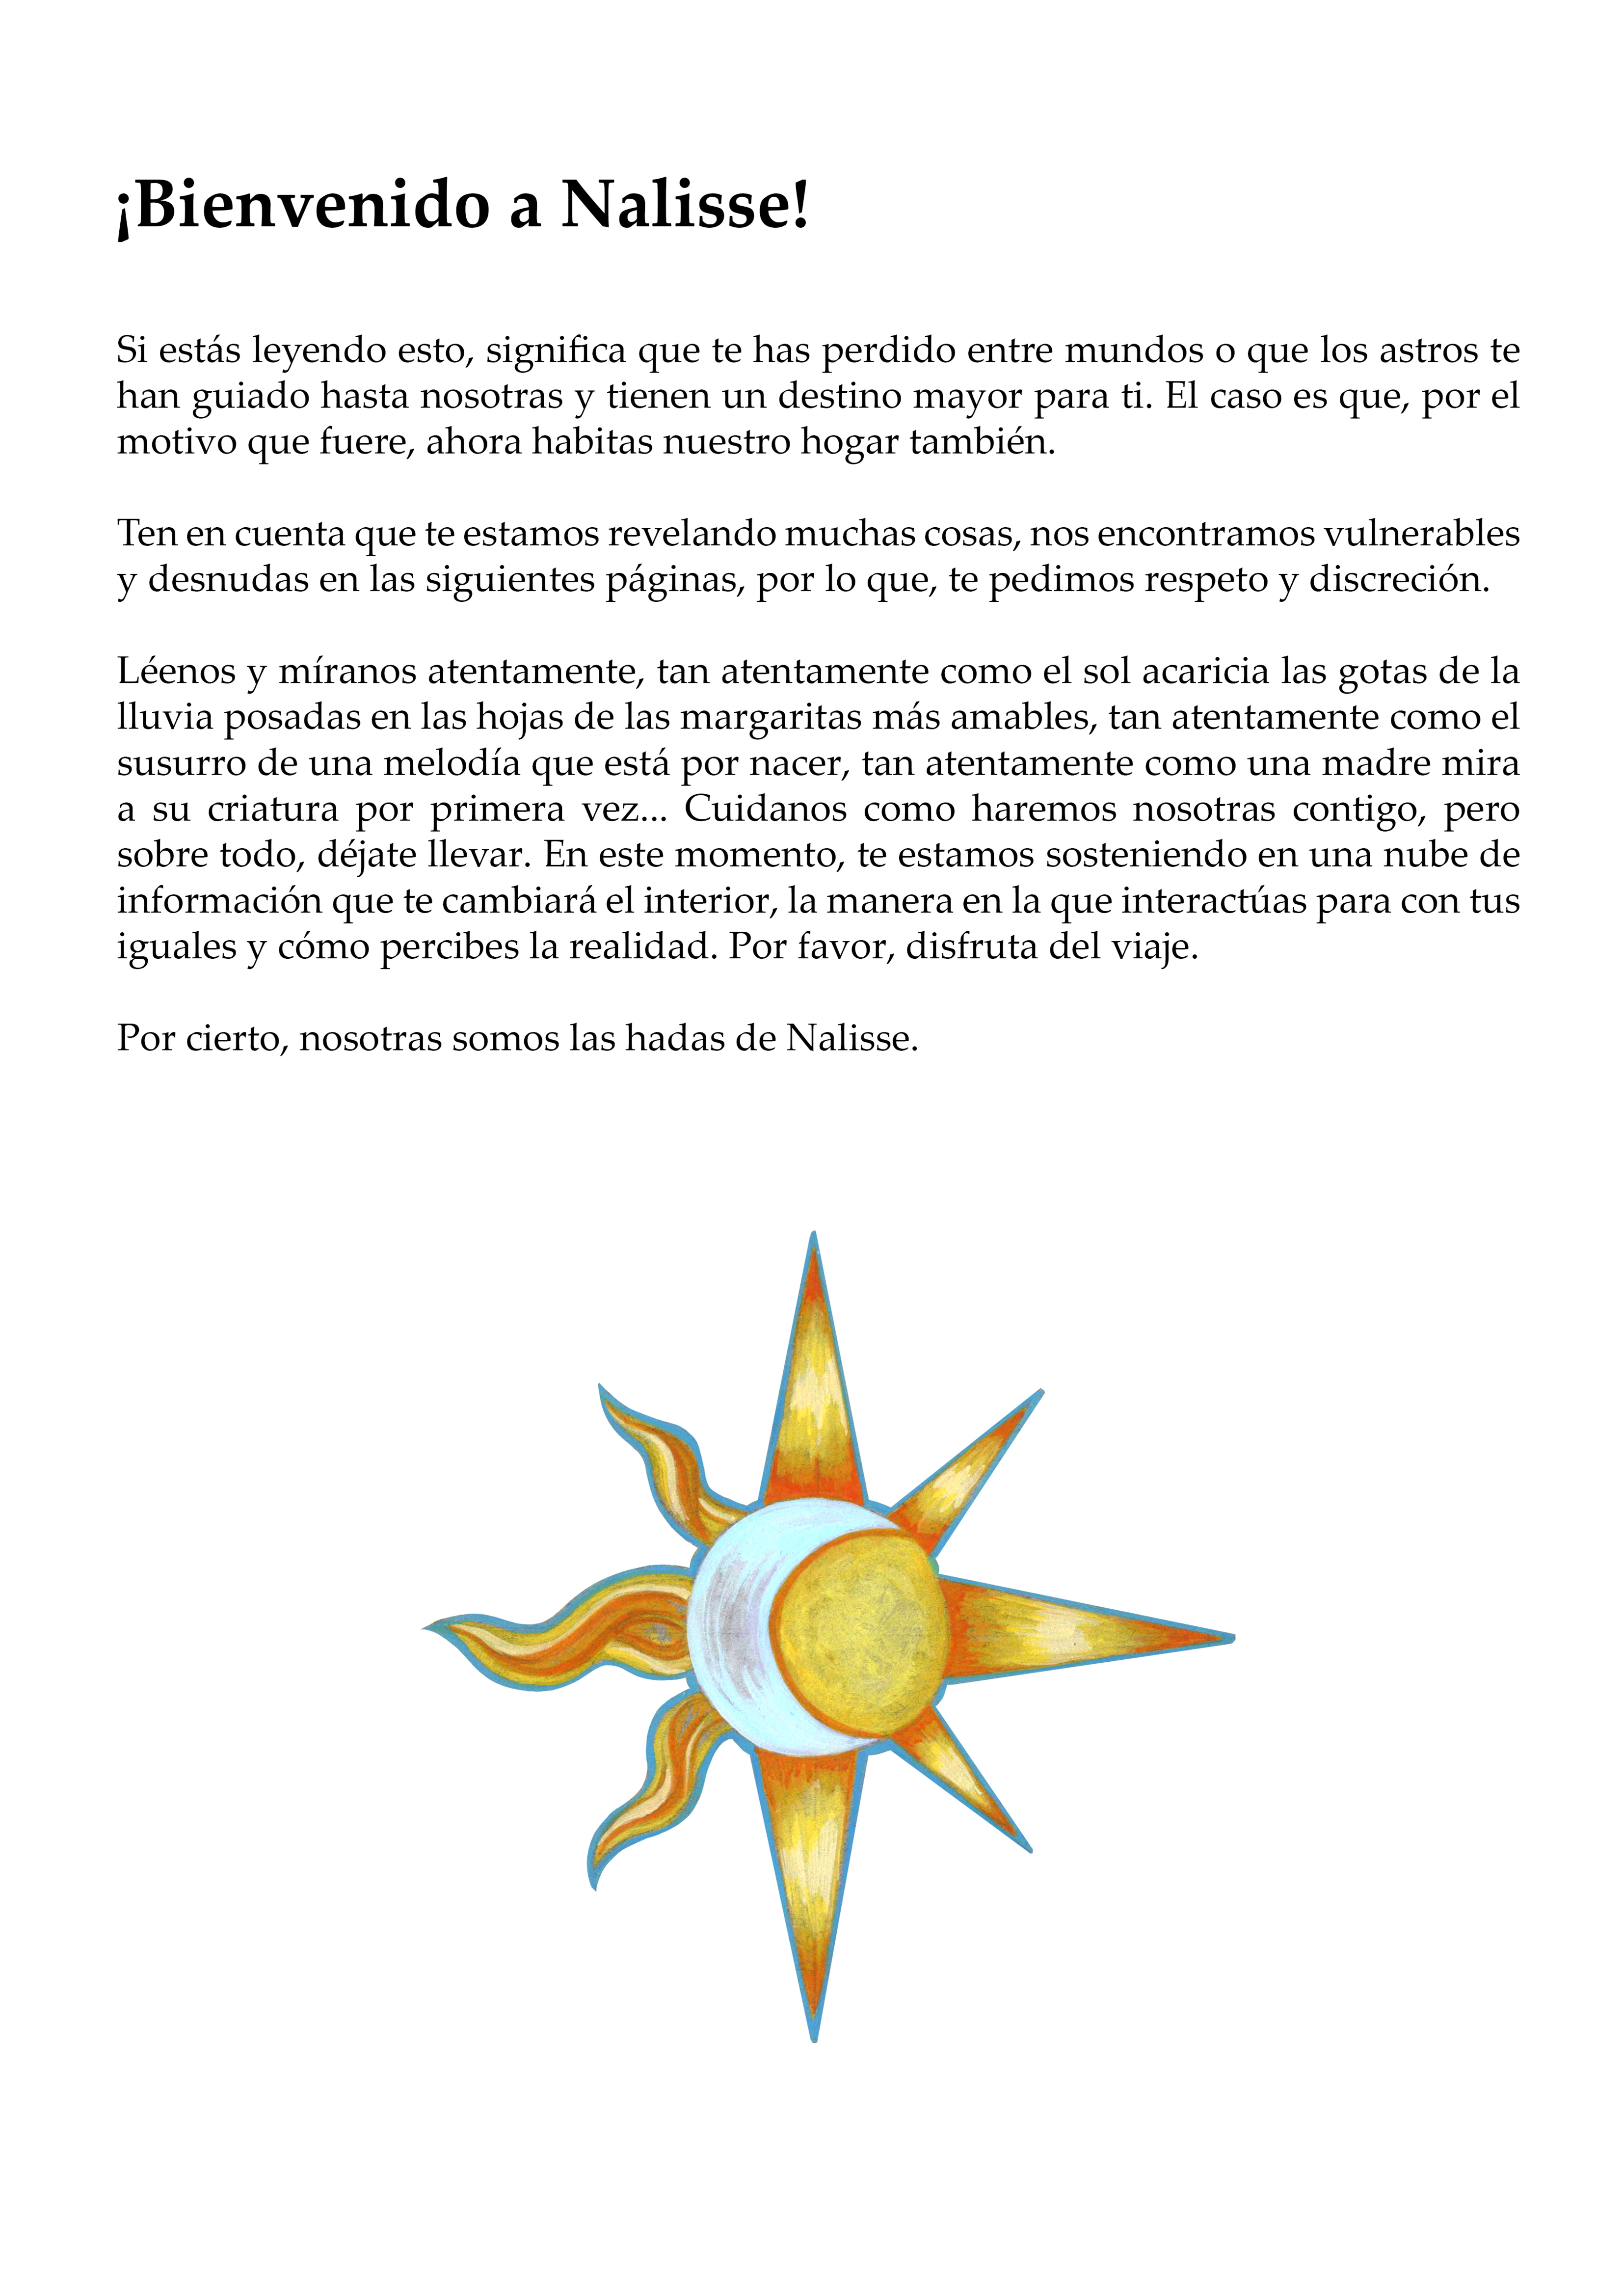 ¡Bienvenido a Nalisse!
Si estás leyendo esto, significa que te has perdido entre mundos o que los astros te
han guiado hasta nosotras y tienen un destino mayor para ti. El caso es que, por el
motivo que fuere, ahora habitas nuestro hogar también.
Ten en cuenta que te estamos revelando muchas cosas, nos encontramos vulnerables
y desnudas en las siguientes páginas, por lo que, te pedimos respeto y discreción.
Léenos y míranos atentamente, tan atentamente como el sol acaricia las gotas de la
lluvia posadas en las hojas de las margaritas más amables, tan atentamente como el
susurro de una melodía que está por nacer, tan atentamente como una madre mira
a su criatura por primera vez... Cuidanos como haremos nosotras contigo, pero
sobre todo, déjate llevar. En este momento, te estamos sosteniendo en una nube de
información que te cambiará el interior, la manera en la que interactúas para con tus
iguales y cómo percibes la realidad. Por favor, disfruta del viaje.
Por cierto, nosotras somos las hadas de Nalisse.